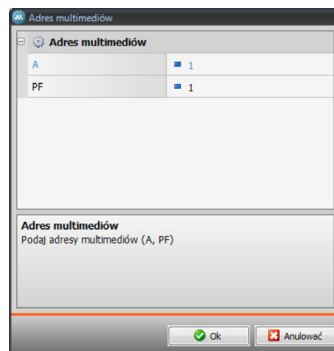 Adres multimediów
Adres multimediów
A 1
PF 1
Adres multimediów
Podaj adresy multimediów (A, PF)
Ok Anulować